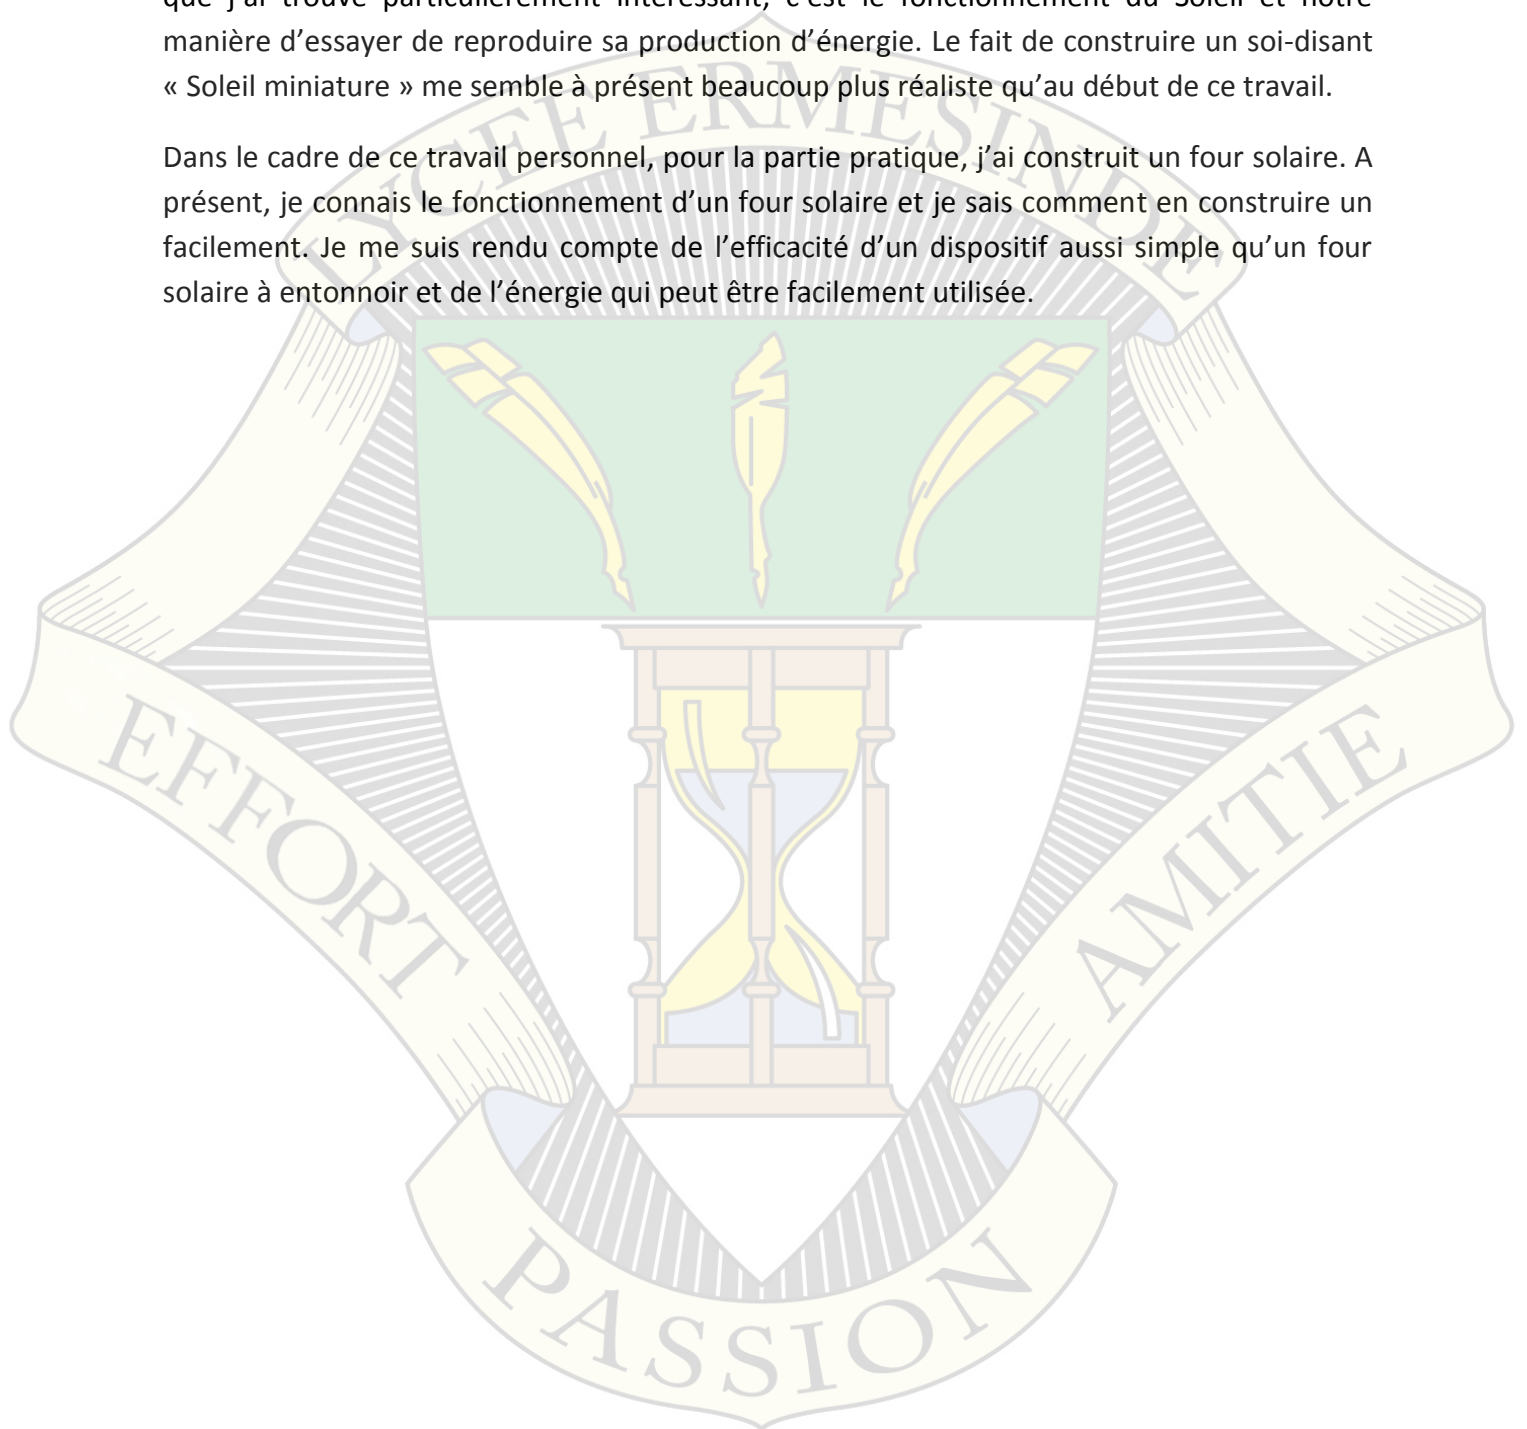 que j'ai trouvé particulièrement intéressant, c'est le fonctionnement du Soleil et notre
manière d’essayer de reproduire sa production d’énergie. Le fait de construire un soi-disant
« Soleil miniature » me semble à présent beaucoup plus réaliste qu’au début de ce travail.
Dans le cadre de ce travail personnel, pour la partie pratique, j’ai construit un four solaire. A
présent, je connais le fonctionnement d’un four solaire et je sais comment en construire un
facilement. Je me suis rendu compte de l’efficacité d’un dispositif aussi simple qu’un four
solaire à entonnoir et de l’énergie qui peut être facilement utilisée.
LYCEE ERMESINDE
EFFORT
AMITIE
PASSION